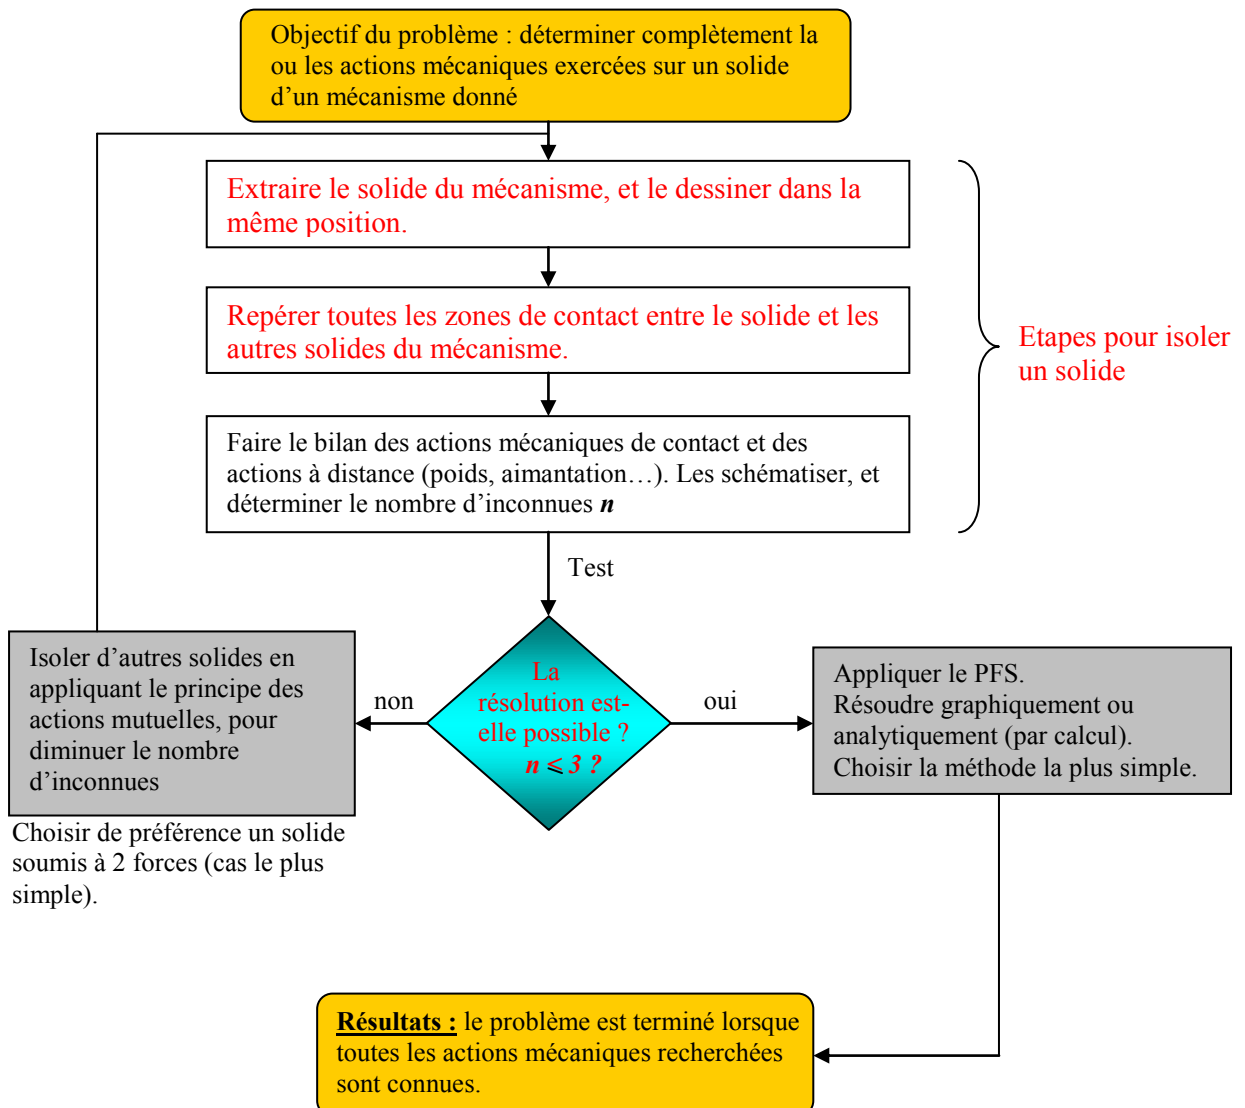 Objectif du problème : déterminer complètement la
ou les actions mécaniques exercées sur un solide
d’un mécanisme donné
Extraire le solide du mécanisme, et le dessiner dans la
même position.
Repérer toutes les zones de contact entre le solide et les
autres solides du mécanisme.
Etapes pour isoler
un solide
Faire le bilan des actions mécaniques de contact et des
actions à distance (poids, aimantation…). Les schématiser, et
déterminer le nombre d’inconnues n
Test
La
résolution est-
elle possible ?
n ⩽ 3 ?
non
oui
Isoler d’autres solides en
appliquant le principe des
actions mutuelles, pour
diminuer le nombre
d’inconnues
Choisir de préférence un solide
soumis à 2 forces (cas le plus
simple).
Appliquer le PFS.
Résoudre graphiquement ou
analytiquement (par calcul).
Choisir la méthode la plus simple.
Résultats : le problème est terminé lorsque
toutes les actions mécaniques recherchées
sont connues.